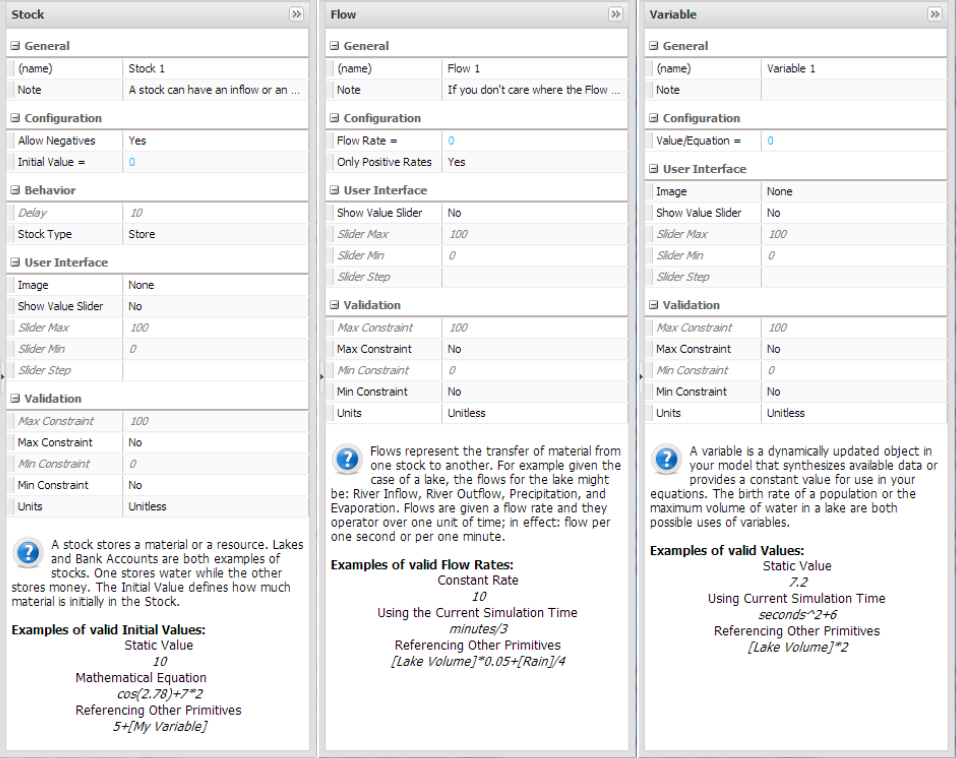 Stock
General
(name) Stock 1
Note A stock can have an inflow or an ...
Configuration
Allow Negatives Yes
Initial Value = 0
Behavior
Delay 10
Stock Type Store
User Interface
Image None
Show Value Slider No
Slider Max 100
Slider Min 0
Slider Step
Validation
Max Constraint 100
Max Constraint No
Min Constraint 0
Min Constraint No
Units Unitless
A stock stores a material or a resource. Lakes
and Bank Accounts are both examples of
stocks. One stores water while the other
stores money. The Initial Value defines how much
material is initially in the Stock.
Examples of valid Initial Values:
Static Value
10
Mathematical Equation
cos(2.78)+7*2
Referencing Other Primitives
5+[My Variable]
Flow
General
(name) Flow 1
Note If you don't care where the Flow ...
Configuration
Flow Rate = 0
Only Positive Rates Yes
User Interface
Show Value Slider No
Slider Max 100
Slider Min 0
Slider Step
Validation
Max Constraint 100
Max Constraint No
Min Constraint 0
Min Constraint No
Units Unitless
Flows represent the transfer of material from
one stock to another. For example given the
case of a lake, the flows for the lake might
be: River Inflow, River Outflow, Precipitation, and
Evaporation. Flows are given a flow rate and they
operator over one unit of time; in effect: flow per
one second or per one minute.
Examples of valid Flow Rates:
Constant Rate
10
Using the Current Simulation Time
minutes/3
Referencing Other Primitives
[Lake Volume]*0.05+[Rain]/4
Variable
General
(name) Variable 1
Note
Configuration
Value/Equation = 0
User Interface
Image None
Show Value Slider No
Slider Max 100
Slider Min 0
Slider Step
Validation
Max Constraint 100
Max Constraint No
Min Constraint 0
Min Constraint No
Units Unitless
A variable is a dynamically updated object in
your model that synthesizes available data or
provides a constant value for use in your
equations. The birth rate of a population or the
maximum volume of water in a lake are both
possible uses of variables.
Examples of valid Values:
Static Value
7.2
Using Current Simulation Time
seconds^2+6
Referencing Other Primitives
[Lake Volume]*2